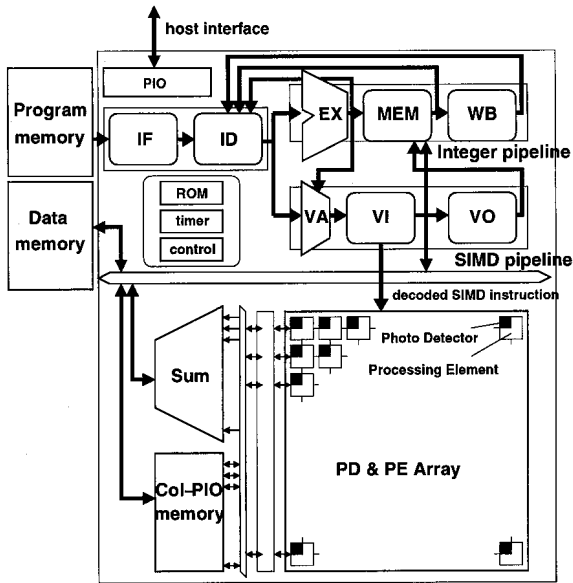 host interface
PIO
Program
memory
IF
ID
EX
MEM
WB
Integer pipeline
Data
memory
ROM
timer
control
VA
VI
VO
SIMD pipeline
decoded SIMD instruction
Photo Detector
Processing Element
Sum
PD & PE Array
Col-PIO
memory